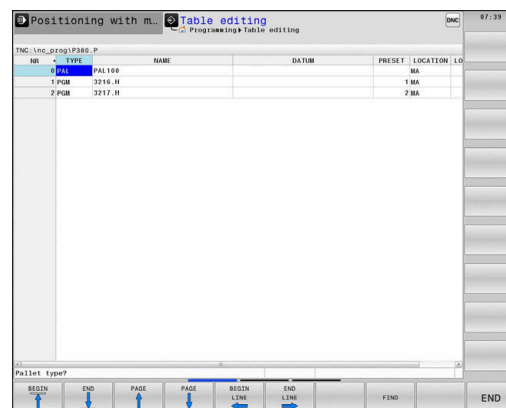 Positioning with m… Table editing DNC 07:39
Programming Table editing
TNC:\nc_prog\P380.P
NR TYPE NAME DATUM PRESET LOCATION LO
0 PAL PAL100 MA
1 PGM 3216.H 1 MA
2 PGM 3217.H 2 MA
Pallet type?
BEGIN END PAGE PAGE BEGIN LINE END LINE FIND END